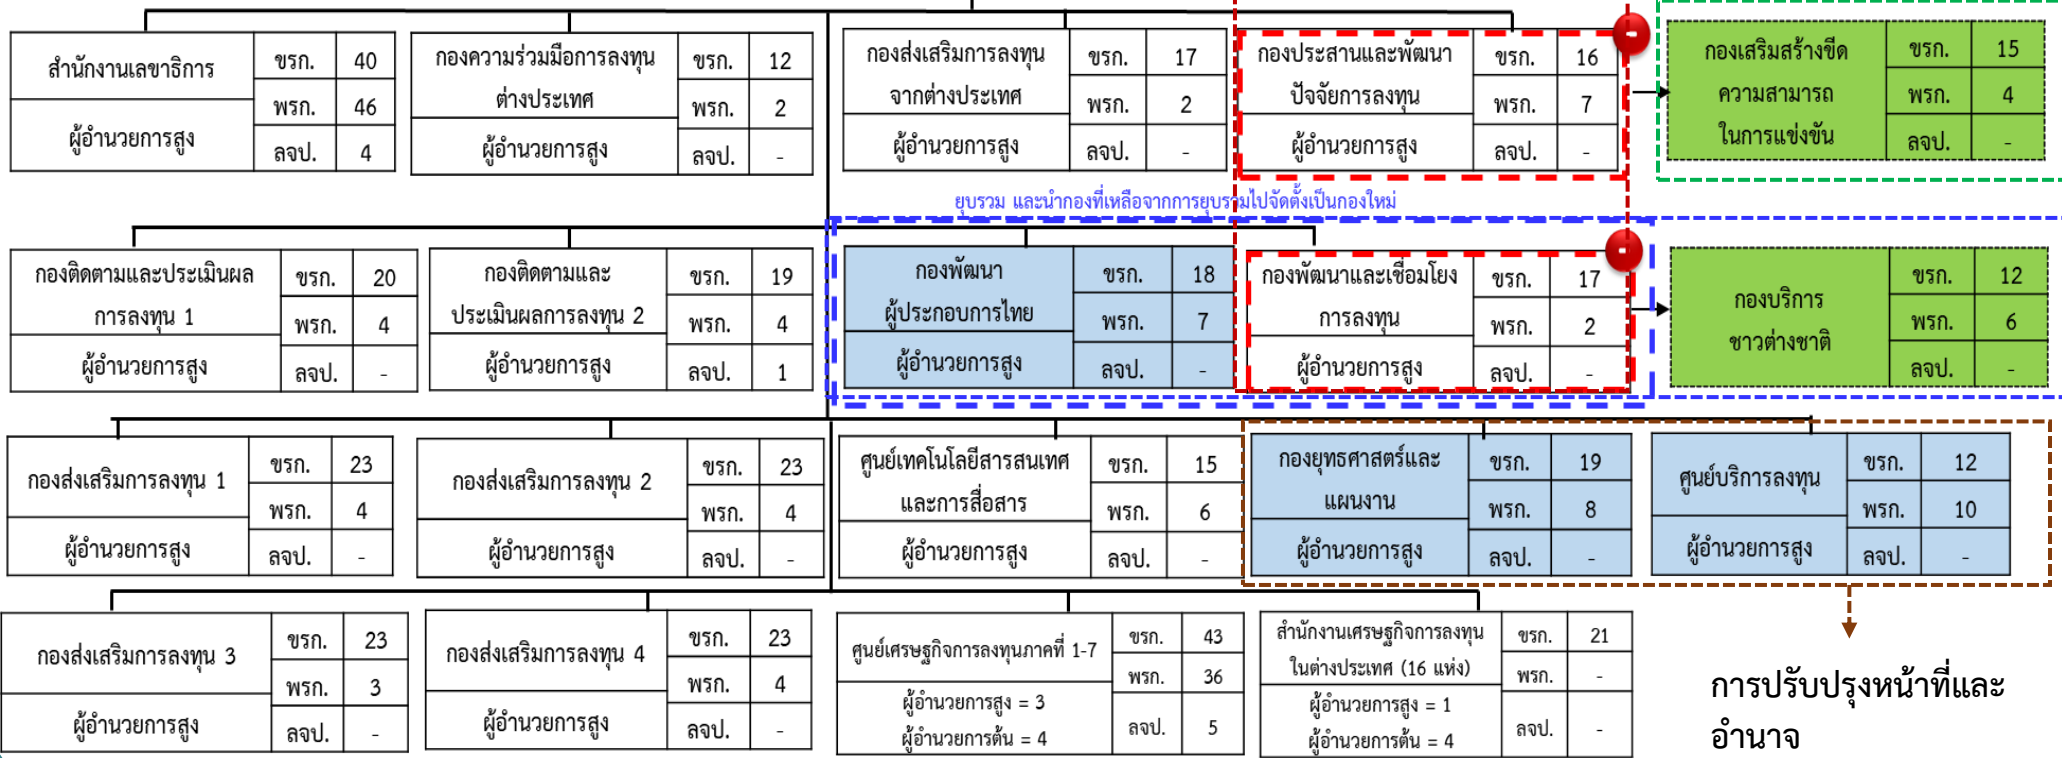 สำนักงานเลขาธิการ
ผู้อำนวยการสูง
ขรก. 40
พรก. 46
ลจป. 4
กองความร่วมมือการลงทุน
ต่างประเทศ
ผู้อำนวยการสูง
ขรก. 12
พรก. 2
ลจป. -
กองส่งเสริมการลงทุน
จากต่างประเทศ
ผู้อำนวยการสูง
ขรก. 17
พรก. 2
ลจป. -
กองประสานและพัฒนา
ปัจจัยการลงทุน
ผู้อำนวยการสูง
ขรก. 16
พรก. 7
ลจป. -
-
กองเสริมสร้างขีด
ความสามารถ
ในการแข่งขัน
ขรก. 15
พรก. 4
ลจป. -
ยุบรวม และนำกองที่เหลือจากการยุบรวมไปจัดตั้งเป็นกองใหม่
กองติดตามและประเมินผล
การลงทุน 1
ผู้อำนวยการสูง
ขรก. 20
พรก. 4
ลจป. -
กองติดตามและ
ประเมินผลการลงทุน 2
ผู้อำนวยการสูง
ขรก. 19
พรก. 4
ลจป. 1
กองพัฒนา
ผู้ประกอบการไทย
ผู้อำนวยการสูง
ขรก. 18
พรก. 7
ลจป. -
กองพัฒนาและเชื่อมโยง
การลงทุน
ผู้อำนวยการสูง
ขรก. 17
พรก. 2
ลจป. -
-
กองบริการ
ชาวต่างชาติ
ขรก. 12
พรก. 6
ลจป. -
กองส่งเสริมการลงทุน 1
ผู้อำนวยการสูง
ขรก. 23
พรก. 4
ลจป. -
กองส่งเสริมการลงทุน 2
ผู้อำนวยการสูง
ขรก. 23
พรก. 4
ลจป. -
ศูนย์เทคโนโลยีสารสนเทศ
และการสื่อสาร
ผู้อำนวยการสูง
ขรก. 15
พรก. 6
ลจป. -
กองยุทธศาสตร์และ
แผนงาน
ผู้อำนวยการสูง
ขรก. 19
พรก. 8
ลจป. -
ศูนย์บริการลงทุน
ผู้อำนวยการสูง
ขรก. 12
พรก. 10
ลจป. -
กองส่งเสริมการลงทุน 3
ผู้อำนวยการสูง
ขรก. 23
พรก. 3
ลจป. -
กองส่งเสริมการลงทุน 4
ผู้อำนวยการสูง
ขรก. 23
พรก. 4
ลจป. -
ศูนย์เศรษฐกิจการลงทุนภาคที่ 1-7
ผู้อำนวยการสูง = 3
ผู้อำนวยการต้น = 4
ขรก. 43
พรก. 36
ลจป. 5
สำนักงานเศรษฐกิจการลงทุน
ในต่างประเทศ (16 แห่ง)
ผู้อำนวยการสูง = 1
ผู้อำนวยการต้น = 4
ขรก. 21
พรก. -
ลจป. -
การปรับปรุงหน้าที่และ
อำนาจ